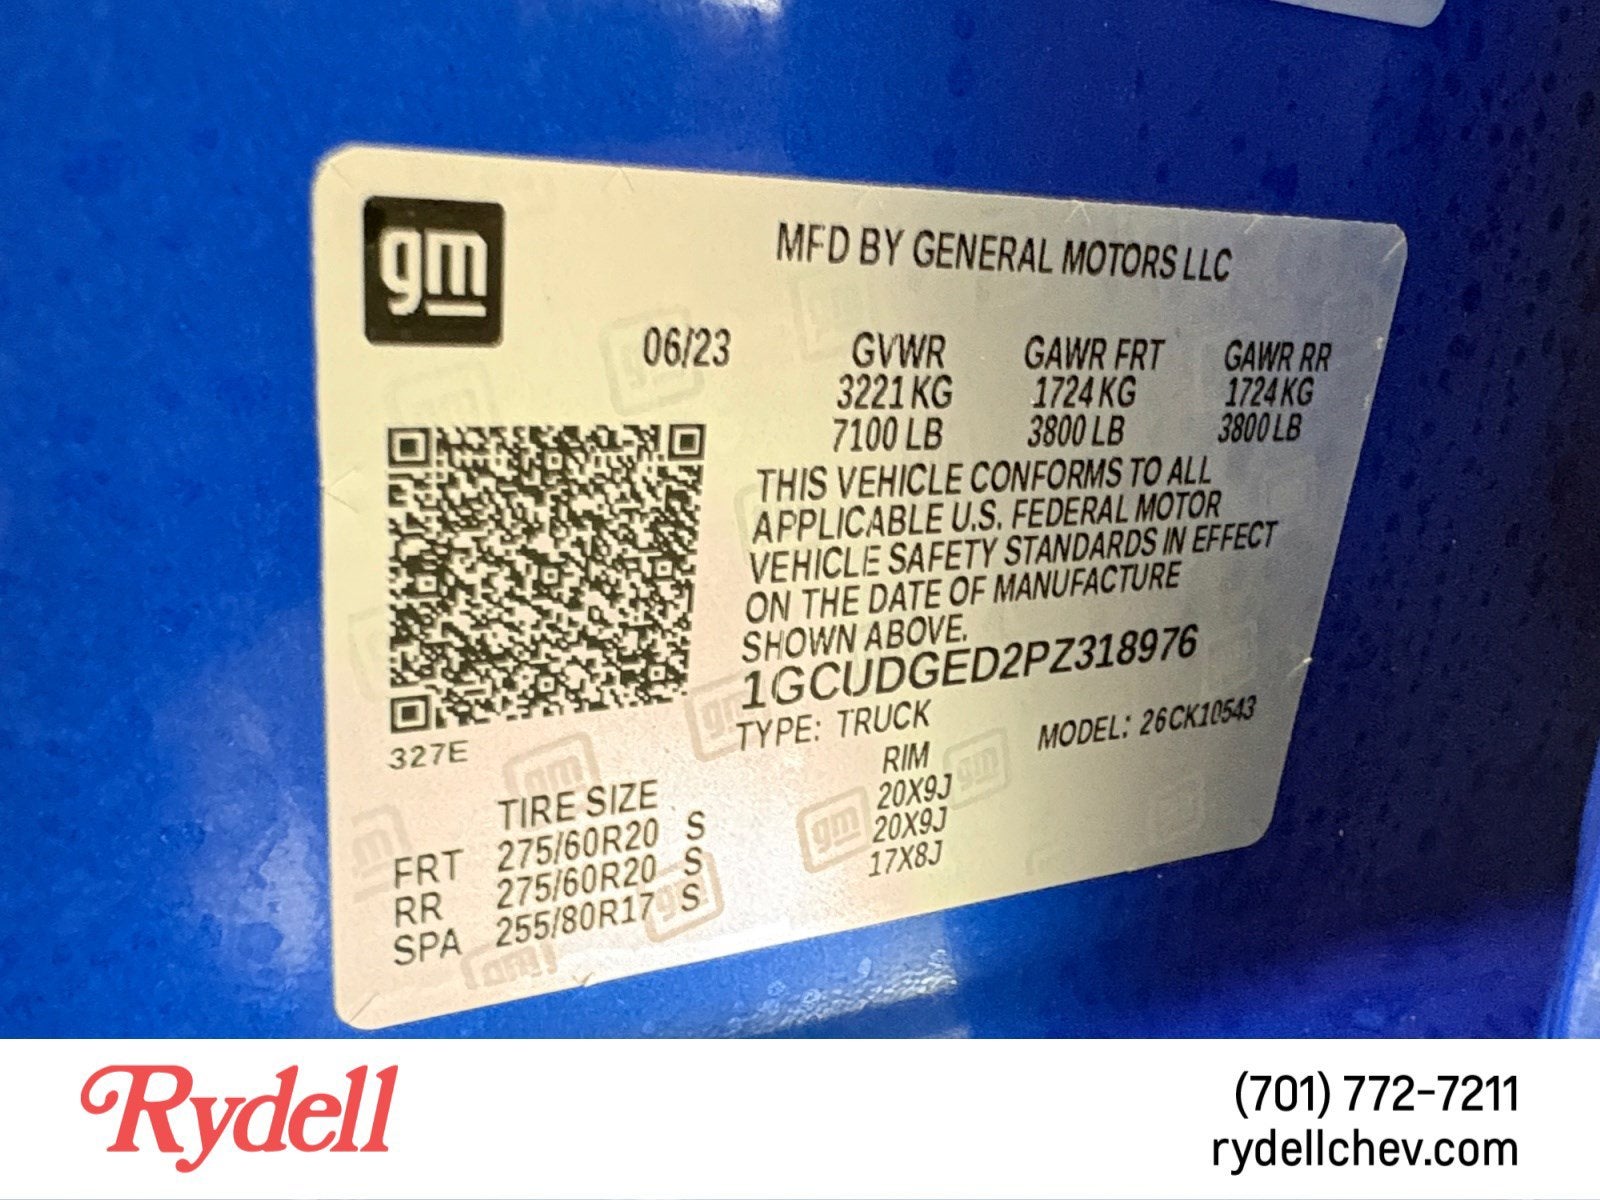 gm
MFD BY GENERAL MOTORS LLC
06/23 GVWR GAWR FRT GAWR RR
3221 KG 1724 KG 1724 KG
7100 LB 3800 LB 3800 LB
THIS VEHICLE CONFORMS TO ALL
APPLICABLE U.S. FEDERAL MOTOR
VEHICLE SAFETY STANDARDS IN EFFECT
ON THE DATE OF MANUFACTURE
SHOWN ABOVE.
1GCUDGED2PZ318976
TYPE: TRUCK MODEL: 26CK10543
327E
TIRE SIZE RIM
FRT 275/60R20 S 20X9J
RR 275/60R20 S 20X9J
SPA 255/80R17 S 17X8J
Rydell
(701) 772-7211
rydellchev.com